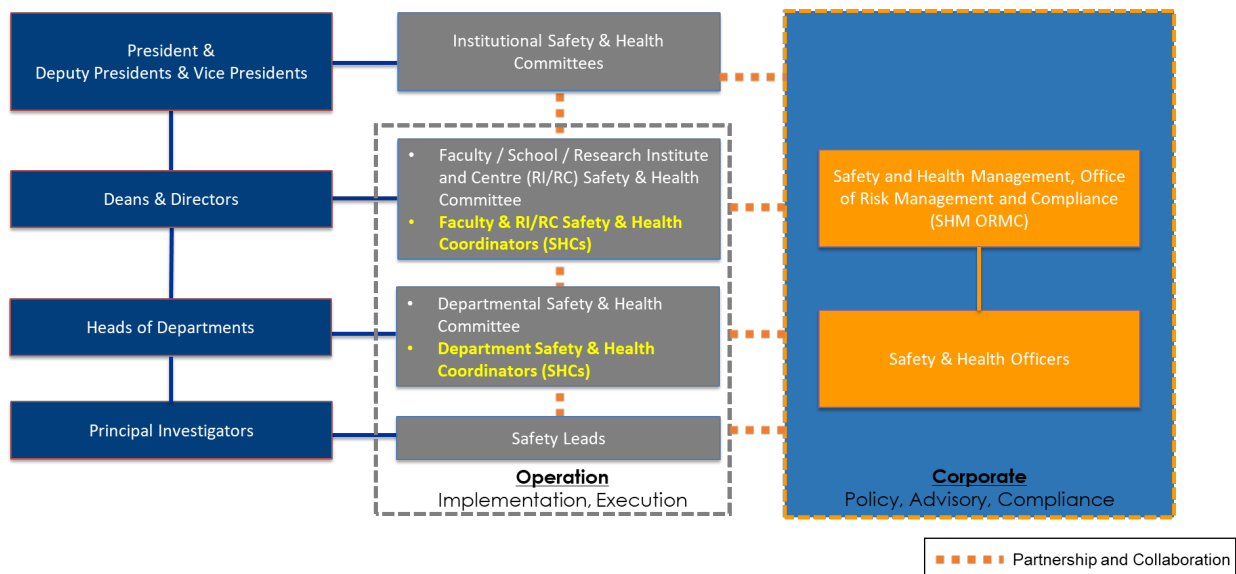 President &
Deputy Presidents & Vice Presidents
Institutional Safety & Health
Committees
Deans & Directors
• Faculty / School / Research Institute
and Centre (RI/RC) Safety & Health
Committee
• Faculty & RI/RC Safety & Health
Coordinators (SHCs)
Safety and Health Management, Office
of Risk Management and Compliance
(SHM ORMC)
Heads of Departments
• Departmental Safety & Health
Committee
• Department Safety & Health
Coordinators (SHCs)
Safety & Health Officers
Principal Investigators
Safety Leads
Operation
Implementation, Execution
Corporate
Policy, Advisory, Compliance
Partnership and Collaboration